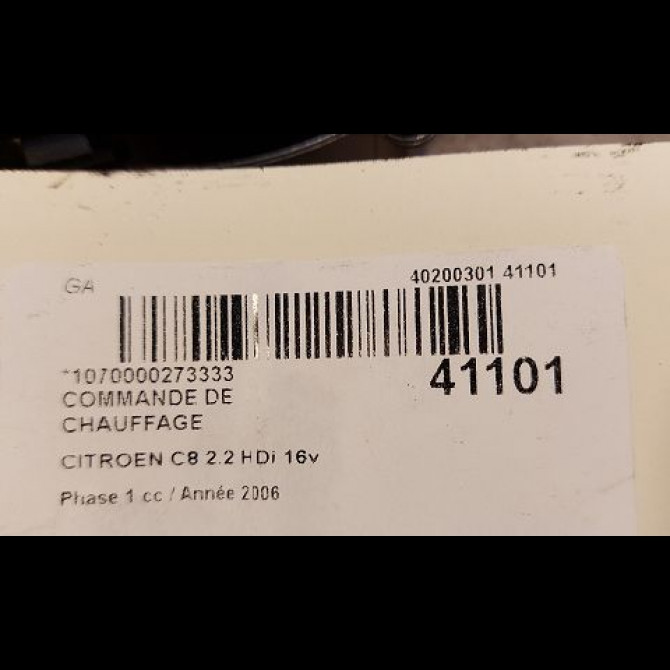 GA
40200301 41101
*1070000273333
41101
COMMANDE DE
CHAUFFAGE
CITROEN C8 2.2 HDi 16v
Phase 1 cc / Année 2006